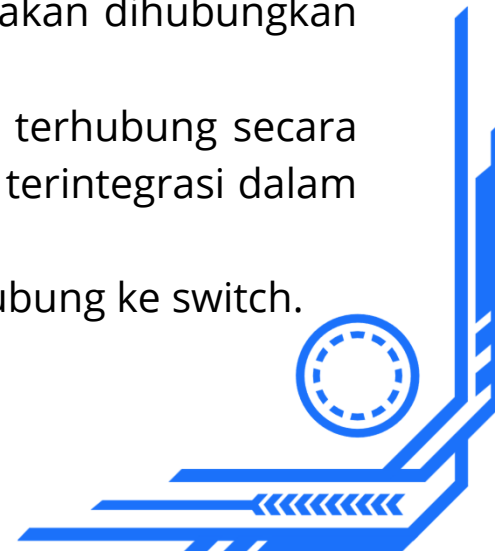 akan dihubungkan
terhubung secara
terintegrasi dalam
ubung ke switch.